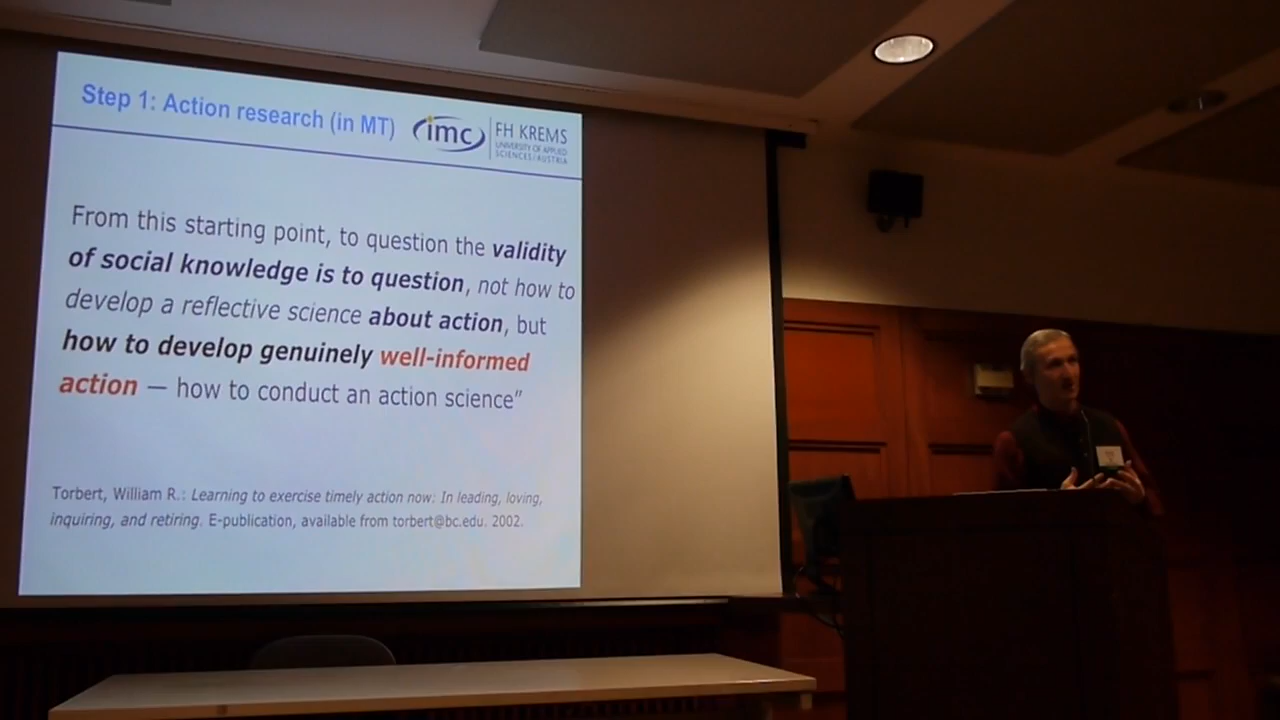 Step 1: Action research (in MT)
imc
FH KREMS
UNIVERSITY OF APPLIED
SCIENCES / AUSTRIA
From this starting point, to question the validity
of social knowledge is to question, not how to
develop a reflective science about action, but
how to develop genuinely well-informed
action — how to conduct an action science”
Torbert, William R.: Learning to exercise timely action now: In leading, loving,
inquiring, and retiring. E-publication, available from torbert@bc.edu. 2002.